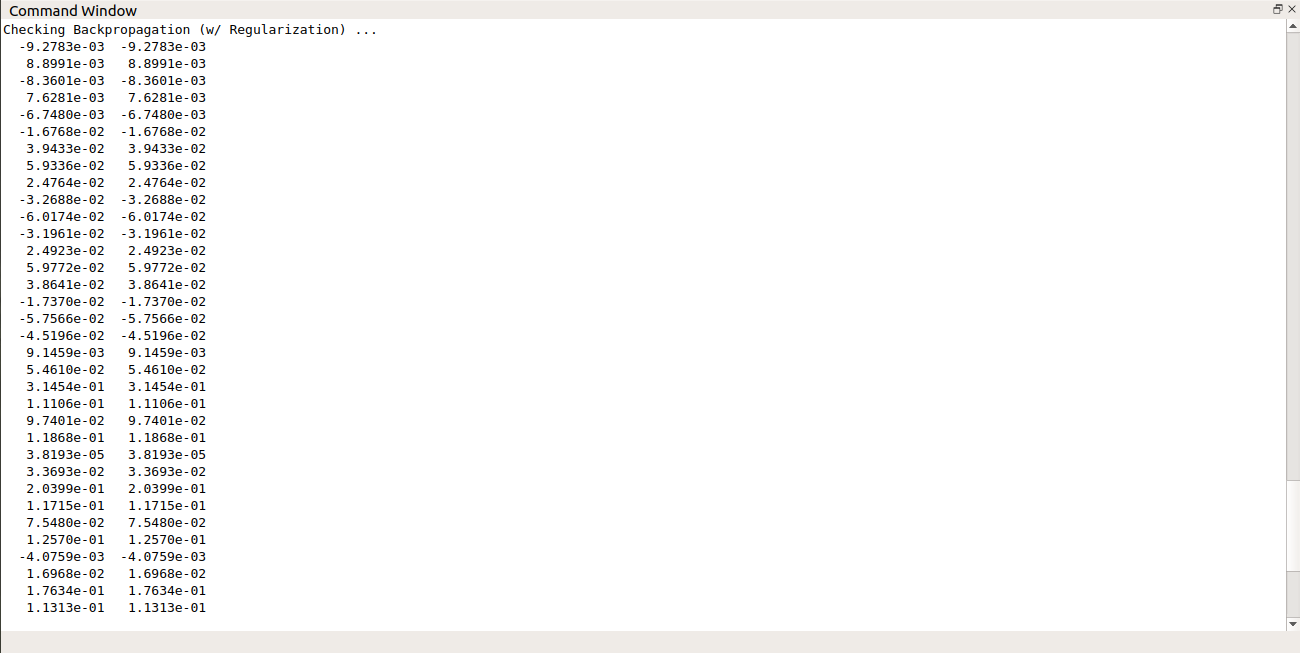 Command Window
Checking Backpropagation (w/ Regularization) ...
-9.2783e-03 -9.2783e-03
8.8991e-03 8.8991e-03
-8.3601e-03 -8.3601e-03
7.6281e-03 7.6281e-03
-6.7480e-03 -6.7480e-03
-1.6768e-02 -1.6768e-02
3.9433e-02 3.9433e-02
5.9336e-02 5.9336e-02
2.4764e-02 2.4764e-02
-3.2688e-02 -3.2688e-02
-6.0174e-02 -6.0174e-02
-3.1961e-02 -3.1961e-02
2.4923e-02 2.4923e-02
5.9772e-02 5.9772e-02
3.8641e-02 3.8641e-02
-1.7370e-02 -1.7370e-02
-5.7566e-02 -5.7566e-02
-4.5196e-02 -4.5196e-02
9.1459e-03 9.1459e-03
5.4610e-02 5.4610e-02
3.1454e-01 3.1454e-01
1.1106e-01 1.1106e-01
9.7401e-02 9.7401e-02
1.1868e-01 1.1868e-01
3.8193e-05 3.8193e-05
3.3693e-02 3.3693e-02
2.0399e-01 2.0399e-01
1.1715e-01 1.1715e-01
7.5480e-02 7.5480e-02
1.2570e-01 1.2570e-01
-4.0759e-03 -4.0759e-03
1.6968e-02 1.6968e-02
1.7634e-01 1.7634e-01
1.1313e-01 1.1313e-01